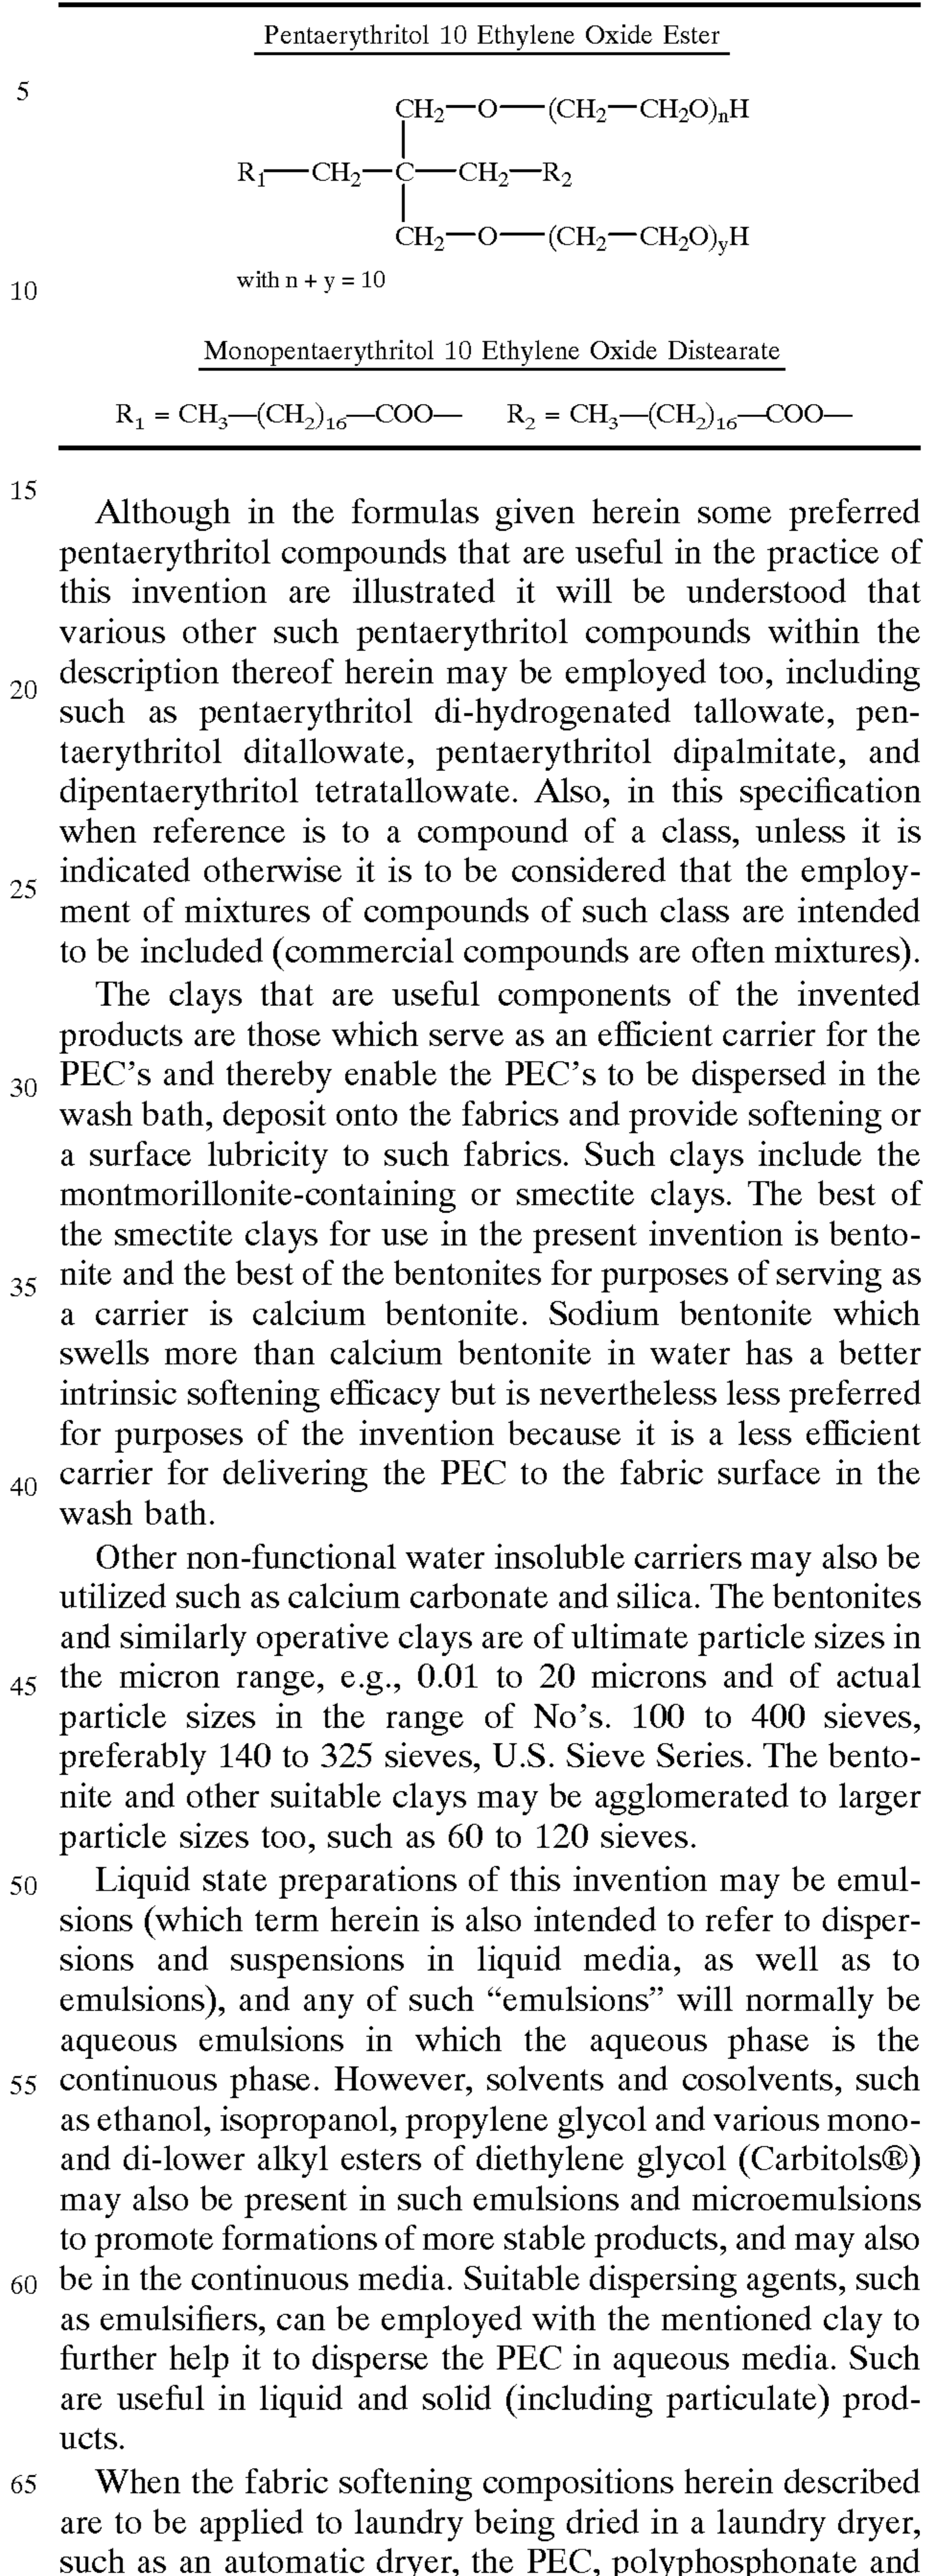 Pentaerythritol 10 Ethylene Oxide Ester
5
CH₂—O—(CH₂—CH₂O)ₙH
R₁—CH₂—C—CH₂—R₂
CH₂—O—(CH₂—CH₂O)yH
with n + y = 10
10
Monopentaerythritol 10 Ethylene Oxide Distearate
R₁ = CH₃—(CH₂)₁₆—COO— R₂ = CH₃—(CH₂)₁₆—COO—
15
Although in the formulas given herein some preferred
pentaerythritol compounds that are useful in the practice of
this invention are illustrated it will be understood that
various other such pentaerythritol compounds within the
description thereof herein may be employed too, including
20
such as pentaerythritol di-hydrogenated tallowate, pen-
taerythritol ditallowate, pentaerythritol dipalmitate, and
dipentaerythritol tetratallowate. Also, in this specification
when reference is to a compound of a class, unless it is
indicated otherwise it is to be considered that the employ-
25
ment of mixtures of compounds of such class are intended
to be included (commercial compounds are often mixtures).
The clays that are useful components of the invented
products are those which serve as an efficient carrier for the
PEC's and thereby enable the PEC's to be dispersed in the
30
wash bath, deposit onto the fabrics and provide softening or
a surface lubricity to such fabrics. Such clays include the
montmorillonite-containing or smectite clays. The best of
the smectite clays for use in the present invention is bento-
nite and the best of the bentonites for purposes of serving as
35
a carrier is calcium bentonite. Sodium bentonite which
swells more than calcium bentonite in water has a better
intrinsic softening efficacy but is nevertheless less preferred
for purposes of the invention because it is a less efficient
carrier for delivering the PEC to the fabric surface in the
40
wash bath.
Other non-functional water insoluble carriers may also be
utilized such as calcium carbonate and silica. The bentonites
and similarly operative clays are of ultimate particle sizes in
the micron range, e.g., 0.01 to 20 microns and of actual
45
particle sizes in the range of No's. 100 to 400 sieves,
preferably 140 to 325 sieves, U.S. Sieve Series. The bento-
nite and other suitable clays may be agglomerated to larger
particle sizes too, such as 60 to 120 sieves.
50
Liquid state preparations of this invention may be emul-
sions (which term herein is also intended to refer to disper-
sions and suspensions in liquid media, as well as to
emulsions), and any of such “emulsions” will normally be
aqueous emulsions in which the aqueous phase is the
55
continuous phase. However, solvents and cosolvents, such
as ethanol, isopropanol, propylene glycol and various mono-
and di-lower alkyl esters of diethylene glycol (Carbitols®)
may also be present in such emulsions and microemulsions
to promote formations of more stable products, and may also
60
be in the continuous media. Suitable dispersing agents, such
as emulsifiers, can be employed with the mentioned clay to
further help it to disperse the PEC in aqueous media. Such
are useful in liquid and solid (including particulate) prod-
ucts.
65
When the fabric softening compositions herein described
are to be applied to laundry being dried in a laundry dryer,
such as an automatic dryer, the PEC, polyphosphonate and